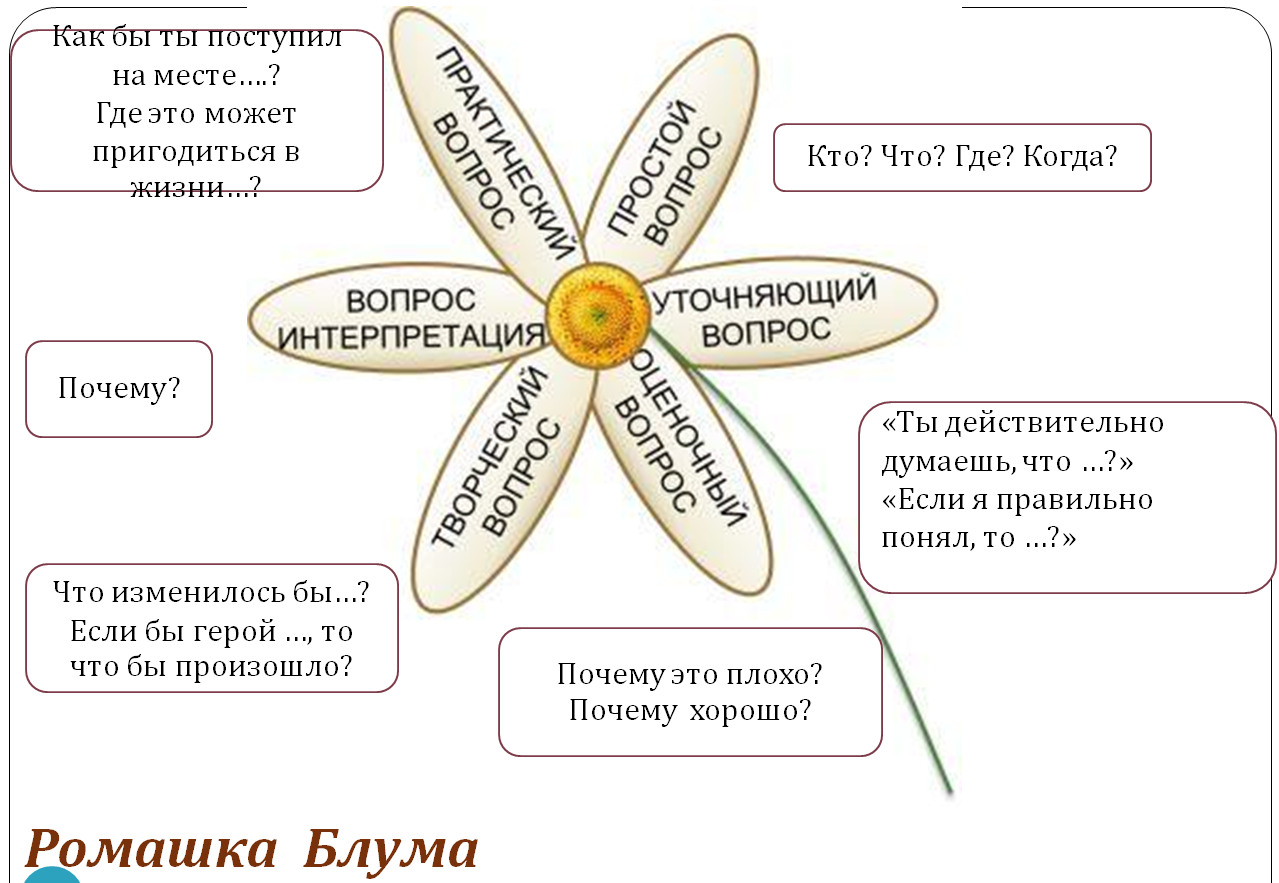 Как бы ты поступил
на месте….?
Где это может
пригодиться в
жизни…?
ПРАКТИЧЕСКИЙ
ВОПРОС
ПРОСТОЙ
ВОПРОС
Кто? Что? Где? Когда?
ВОПРОС
ИНТЕРПРЕТАЦИЯ
УТОЧНЯЮЩИЙ
ВОПРОС
Почему?
ТВОРЧЕСКИЙ
ВОПРОС
ОЦЕНОЧНЫЙ
ВОПРОС
«Ты действительно
думаешь, что …?»
«Если я правильно
понял, то …?»
Что изменилось бы…?
Если бы герой …, то
что бы произошло?
Почему это плохо?
Почему хорошо?
Ромашка Блума